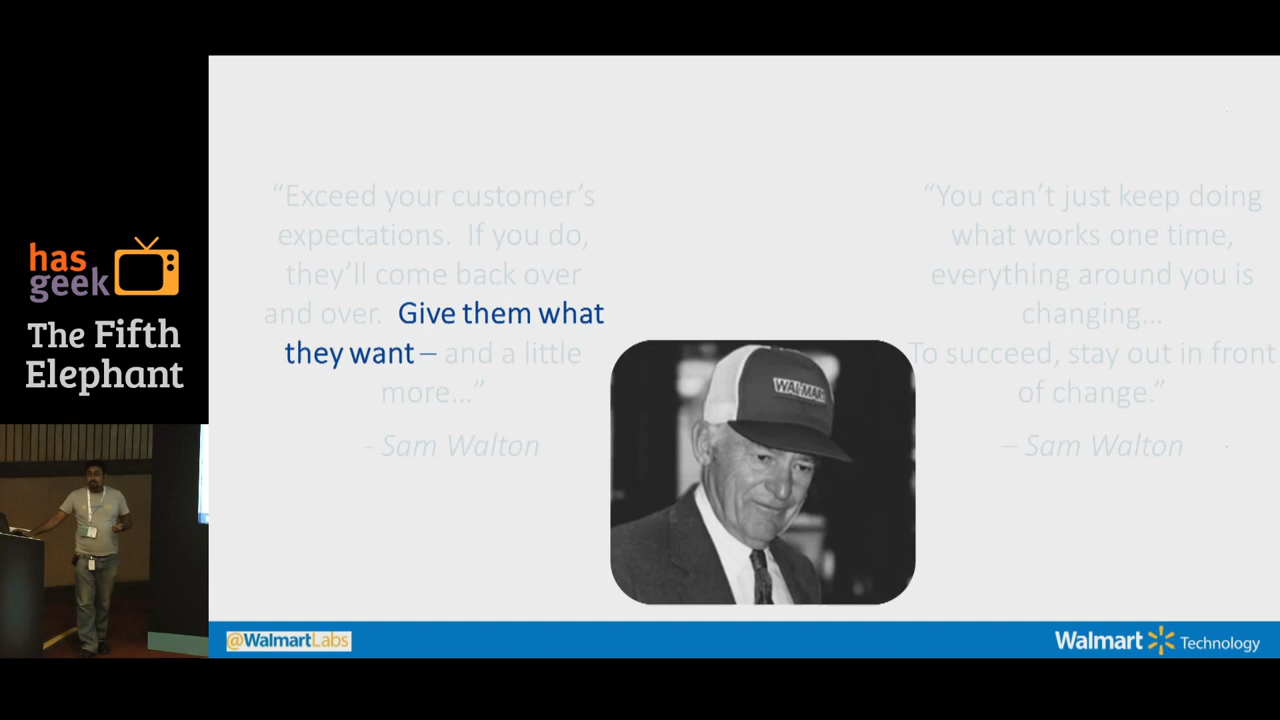 has
geek
The Fifth
Elephant
“Exceed your customer’s
expectations. If you do,
they’ll come back over
and over. Give them what
they want – and a little
more…”
- Sam Walton
WAL-MART
“You can’t just keep doing
what works one time,
everything around you is
changing…
To succeed, stay out in front
of change.”
– Sam Walton
@WalmartLabs
Walmart Technology